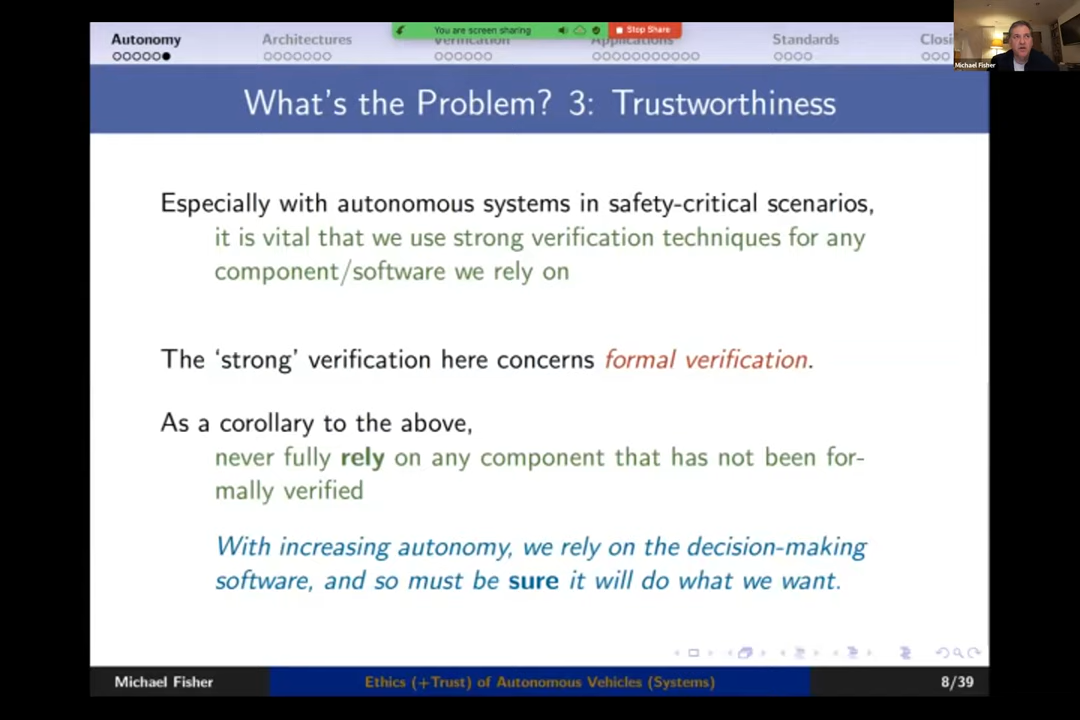 You are screen sharing
Stop Share
Autonomy Architectures Verification Applications Standards Closi
Michael Fisher
What's the Problem? 3: Trustworthiness
Especially with autonomous systems in safety-critical scenarios,
it is vital that we use strong verification techniques for any
component/software we rely on
The ‘strong’ verification here concerns formal verification.
As a corollary to the above,
never fully rely on any component that has not been for-
mally verified
With increasing autonomy, we rely on the decision-making
software, and so must be sure it will do what we want.
Michael Fisher Ethics (+Trust) of Autonomous Vehicles (Systems) 8/39